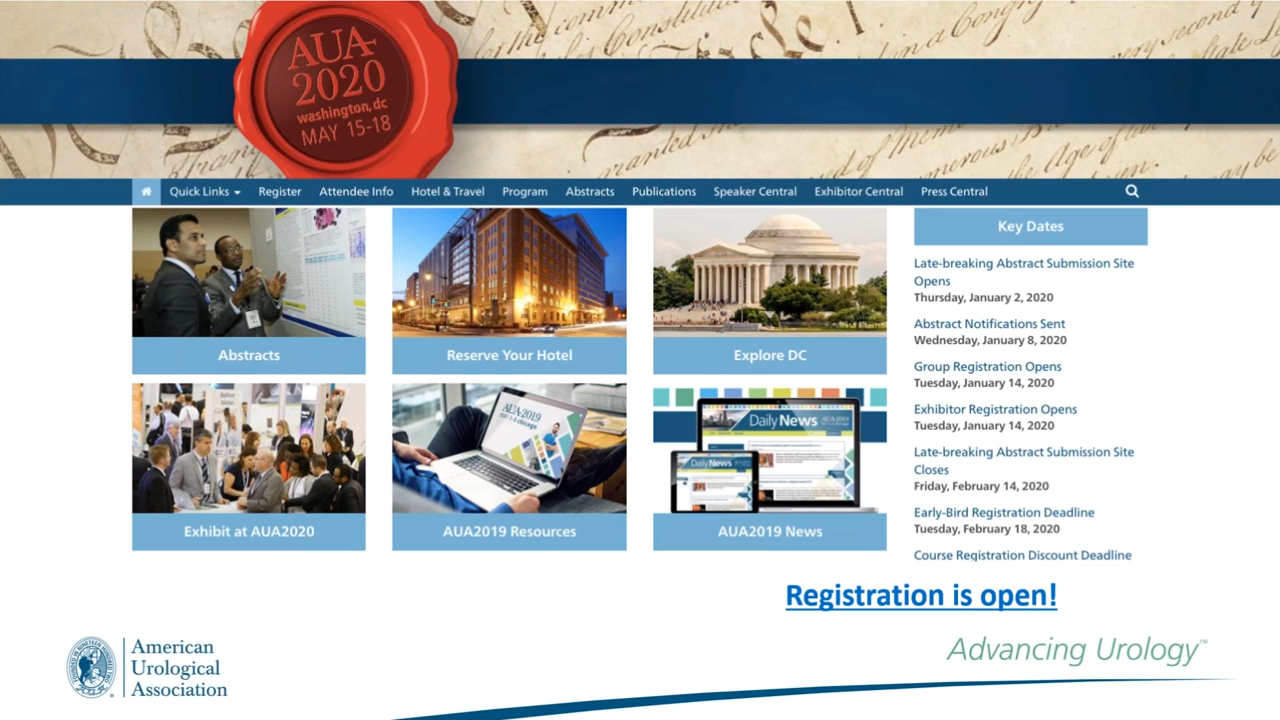 AUA
2020
washington, dc
MAY 15-18
Quick Links Register Attendee Info Hotel & Travel Program Abstracts Publications Speaker Central Exhibitor Central Press Central
Abstracts
Reserve Your Hotel
Explore DC
AUA2019
Daily News
Daily News
Exhibit at AUA2020
AUA2019 Resources
AUA2019 News
Key Dates
Late-breaking Abstract Submission Site
Opens
Thursday, January 2, 2020
Abstract Notifications Sent
Wednesday, January 8, 2020
Group Registration Opens
Tuesday, January 14, 2020
Exhibitor Registration Opens
Tuesday, January 14, 2020
Late-breaking Abstract Submission Site
Closes
Friday, February 14, 2020
Early-Bird Registration Deadline
Tuesday, February 18, 2020
Course Registration Discount Deadline
Registration is open!
American
Urological
Association
Advancing Urology™